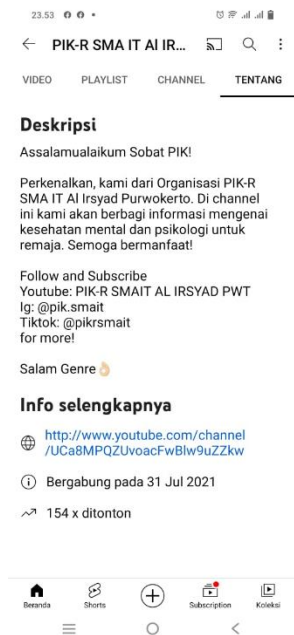 23.53
PIK-R SMA IT Al IR...
VIDEO PLAYLIST CHANNEL TENTANG
Deskripsi
Assalamualaikum Sobat PIK!
Perkenalkan, kami dari Organisasi PIK-R
SMA IT Al Irsyad Purwokerto. Di channel
ini kami akan berbagi informasi mengenai
kesehatan mental dan psikologi untuk
remaja. Semoga bermanfaat!
Follow and Subscribe
Youtube: PIK-R SMAIT AL IRSYAD PWT
Ig: @pik.smait
Tiktok: @pikrsmait
for more!
Salam Genre👌🏻
Info selengkapnya
http://www.youtube.com/channel
/UCa8MPQZUvoacFwBlw9uZZkw
Bergabung pada 31 Jul 2021
154 x ditonton
Beranda Shorts Subscription Koleksi